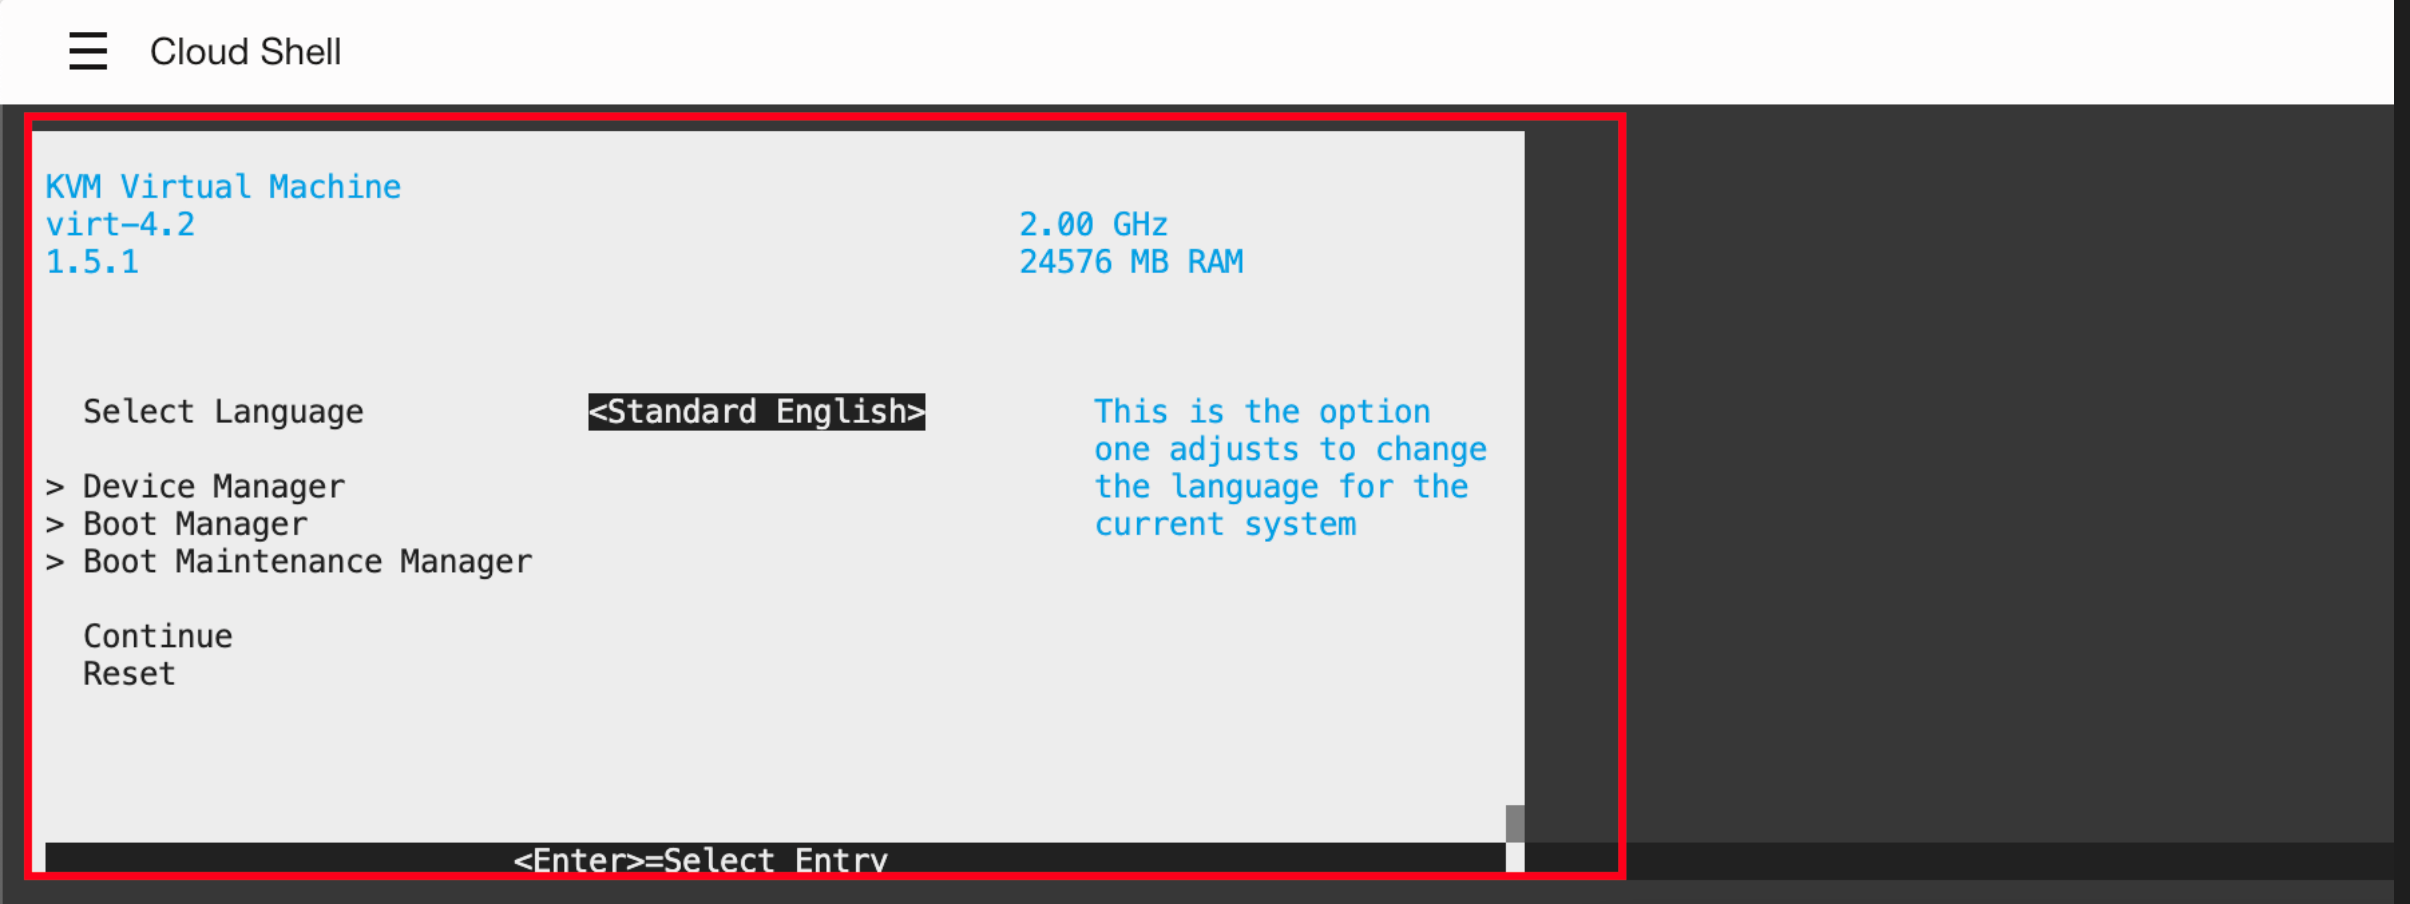 Cloud Shell
KVM Virtual Machine
virt-4.2 2.00 GHz
1.5.1 24576 MB RAM
Select Language <Standard English> This is the option
one adjusts to change
> Device Manager the language for the
> Boot Manager current system
> Boot Maintenance Manager
Continue
Reset
<Enter>=Select Entry